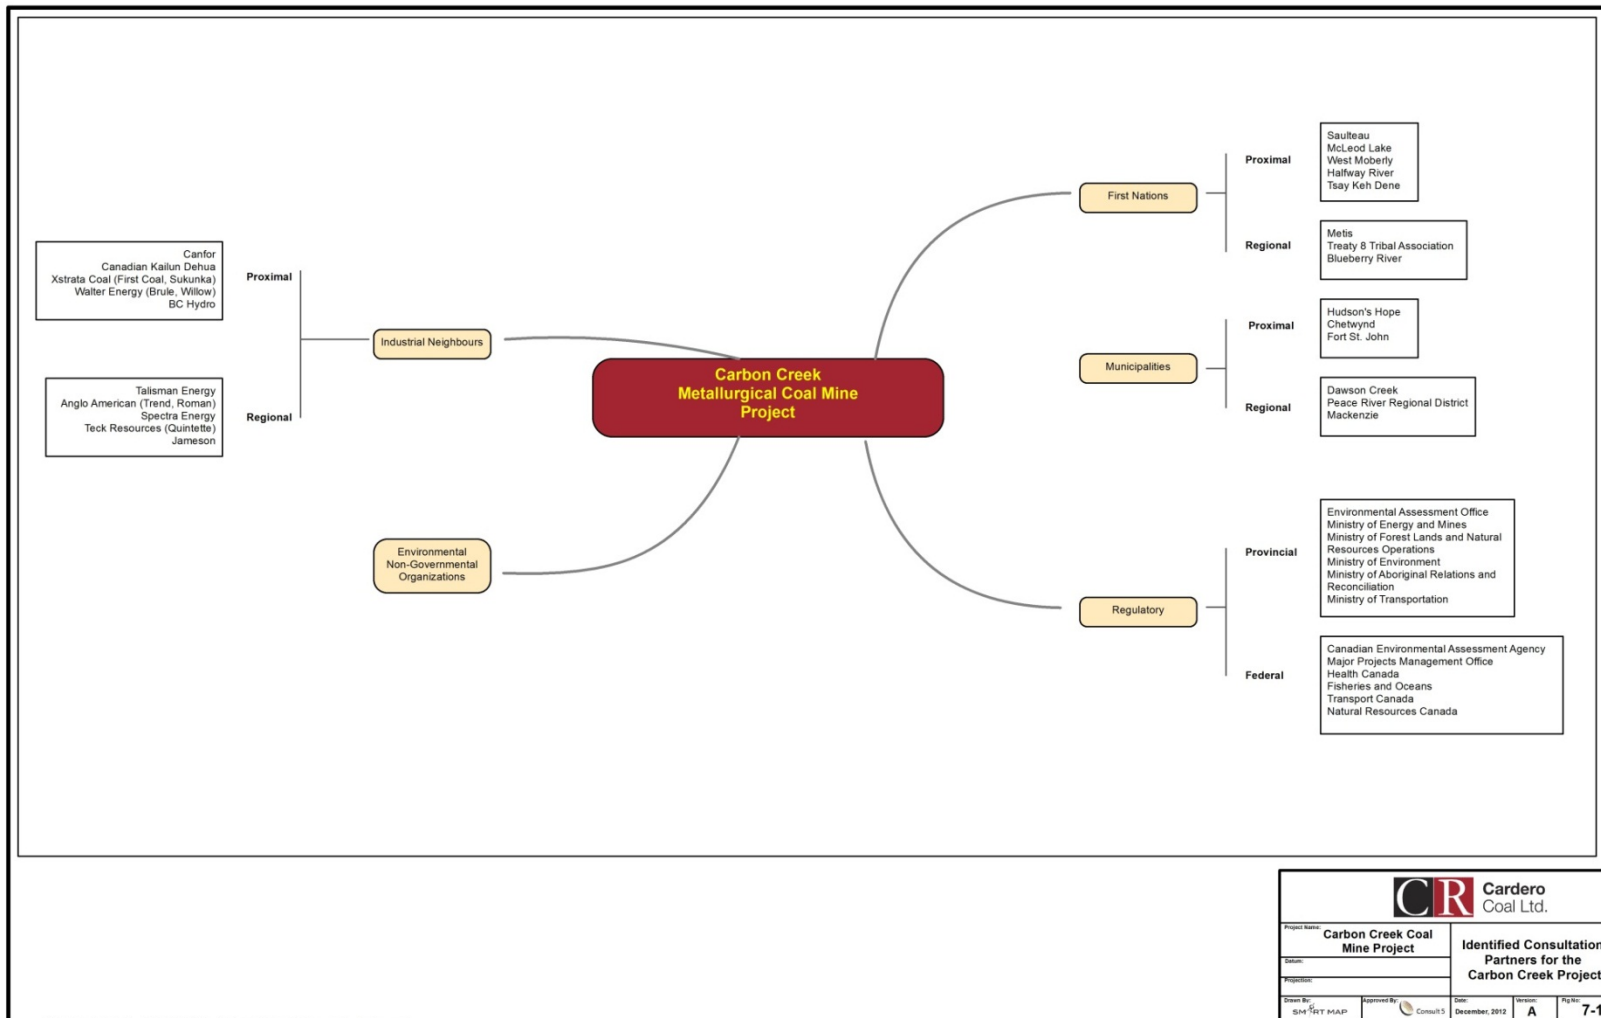 Carbon Creek
Metallurgical Coal Mine
Project
Industrial Neighbours
Proximal
Canfor
Canadian Kailun Dehua
Xstrata Coal (First Coal, Sukunka)
Walter Energy (Brule, Willow)
BC Hydro
Regional
Talisman Energy
Anglo American (Trend, Roman)
Spectra Energy
Teck Resources (Quintette)
Jameson
Environmental
Non-Governmental
Organizations
First Nations
Proximal
Saulteau
McLeod Lake
West Moberly
Halfway River
Tsay Keh Dene
Regional
Metis
Treaty 8 Tribal Association
Blueberry River
Municipalities
Proximal
Hudson's Hope
Chetwynd
Fort St. John
Regional
Dawson Creek
Peace River Regional District
Mackenzie
Regulatory
Provincial
Environmental Assessment Office
Ministry of Energy and Mines
Ministry of Forest Lands and Natural
Resources Operations
Ministry of Environment
Ministry of Aboriginal Relations and
Reconciliation
Ministry of Transportation
Federal
Canadian Environmental Assessment Agency
Major Projects Management Office
Health Canada
Fisheries and Oceans
Transport Canada
Natural Resources Canada
CR Cardero
Coal Ltd.
Project Name:
Carbon Creek Coal
Mine Project
Datum:
Projection:
Identified Consultation
Partners for the
Carbon Creek Project
Drawn By:
SMART MAP
Approved By:
Consult 5
Date:
December, 2012
Version:
A
Fig No:
7-1